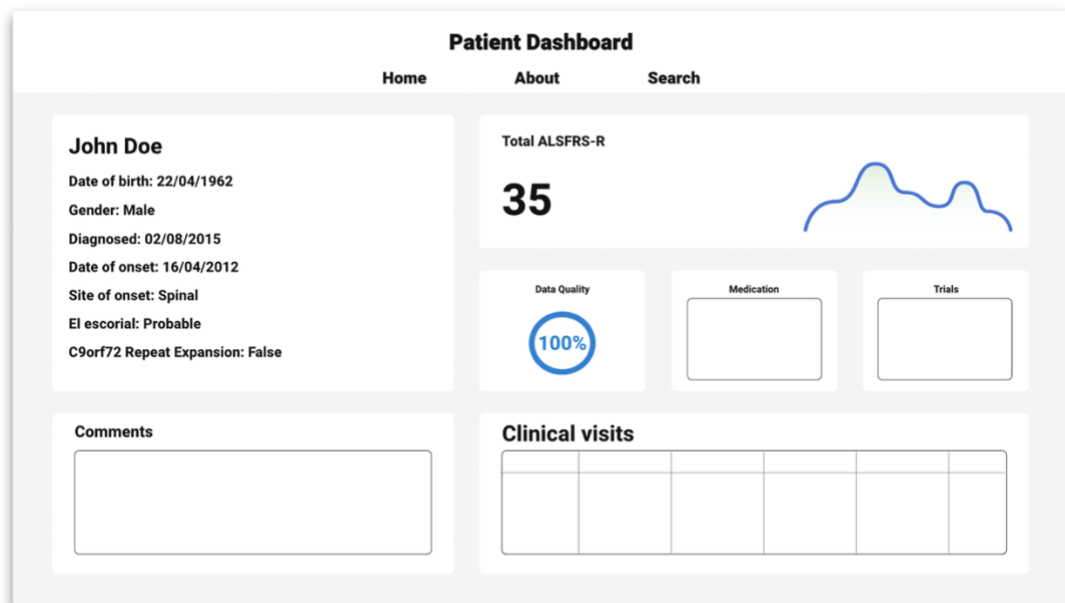 Patient Dashboard
Home About Search
John Doe
Date of birth: 22/04/1962
Gender: Male
Diagnosed: 02/08/2015
Date of onset: 16/04/2012
Site of onset: Spinal
El escorial: Probable
C9orf72 Repeat Expansion: False
Total ALSFRS-R
35
Data Quality
100%
Medication
Trials
Comments
Clinical visits